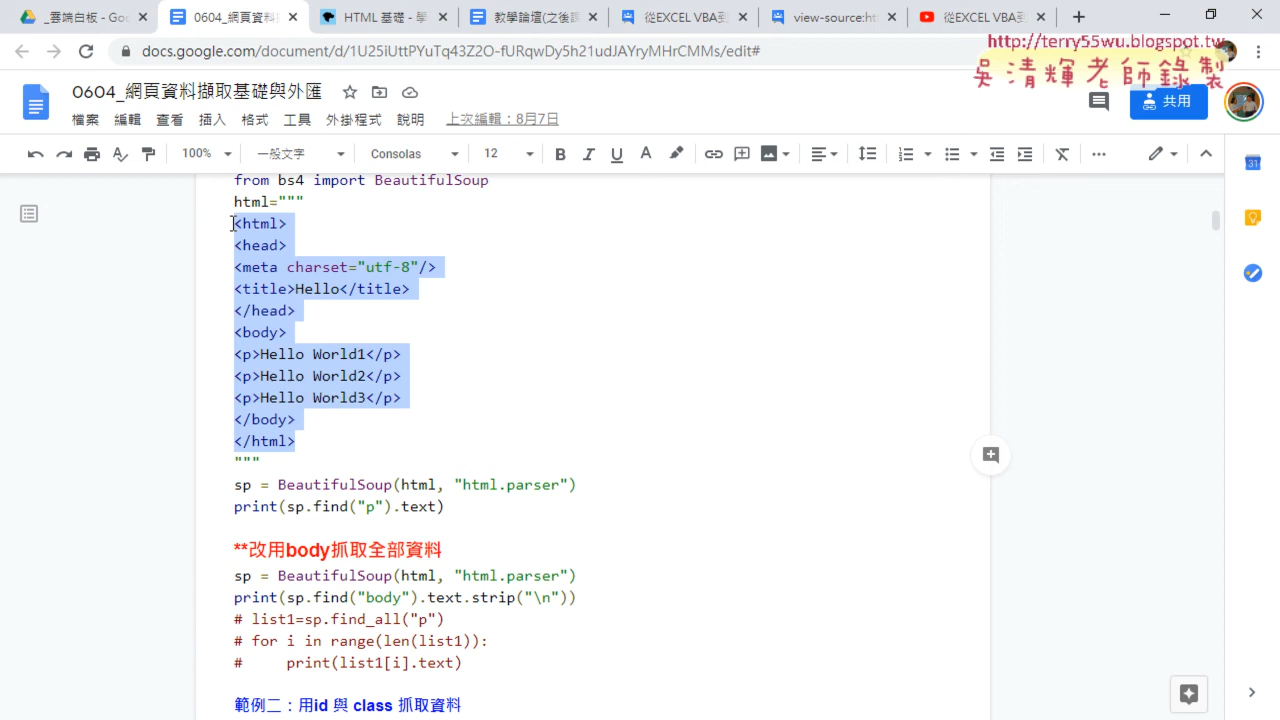 _雲端白板 - Goo
0604_網頁資料
HTML 基礎 - 學
教學論壇(之後課
從EXCEL VBA到
view-source:htt
從EXCEL VBA到
docs.google.com/document/d/1U25iUttPYuTq43Z2O-fURqwDy5h21udJAYryMHrCMMs/edit#
http://terry55wu.blogspot.tw
吳清輝老師錄製
0604_網頁資料擷取基礎與外匯
共用
檔案 編輯 查看 插入 格式 工具 外掛程式 說明 上次編輯：8月7日
100% 一般文字 Consolas 12 B I U A
31
from bs4 import BeautifulSoup
html="""
<html>
<head>
<meta charset="utf-8"/>
<title>Hello</title>
</head>
<body>
<p>Hello World1</p>
<p>Hello World2</p>
<p>Hello World3</p>
</body>
</html>
"""
sp = BeautifulSoup(html, "html.parser")
print(sp.find("p").text)
**改用body抓取全部資料
sp = BeautifulSoup(html, "html.parser")
print(sp.find("body").text.strip("\n"))
# list1=sp.find_all("p")
# for i in range(len(list1)):
#     print(list1[i].text)
範例二：用id 與 class 抓取資料